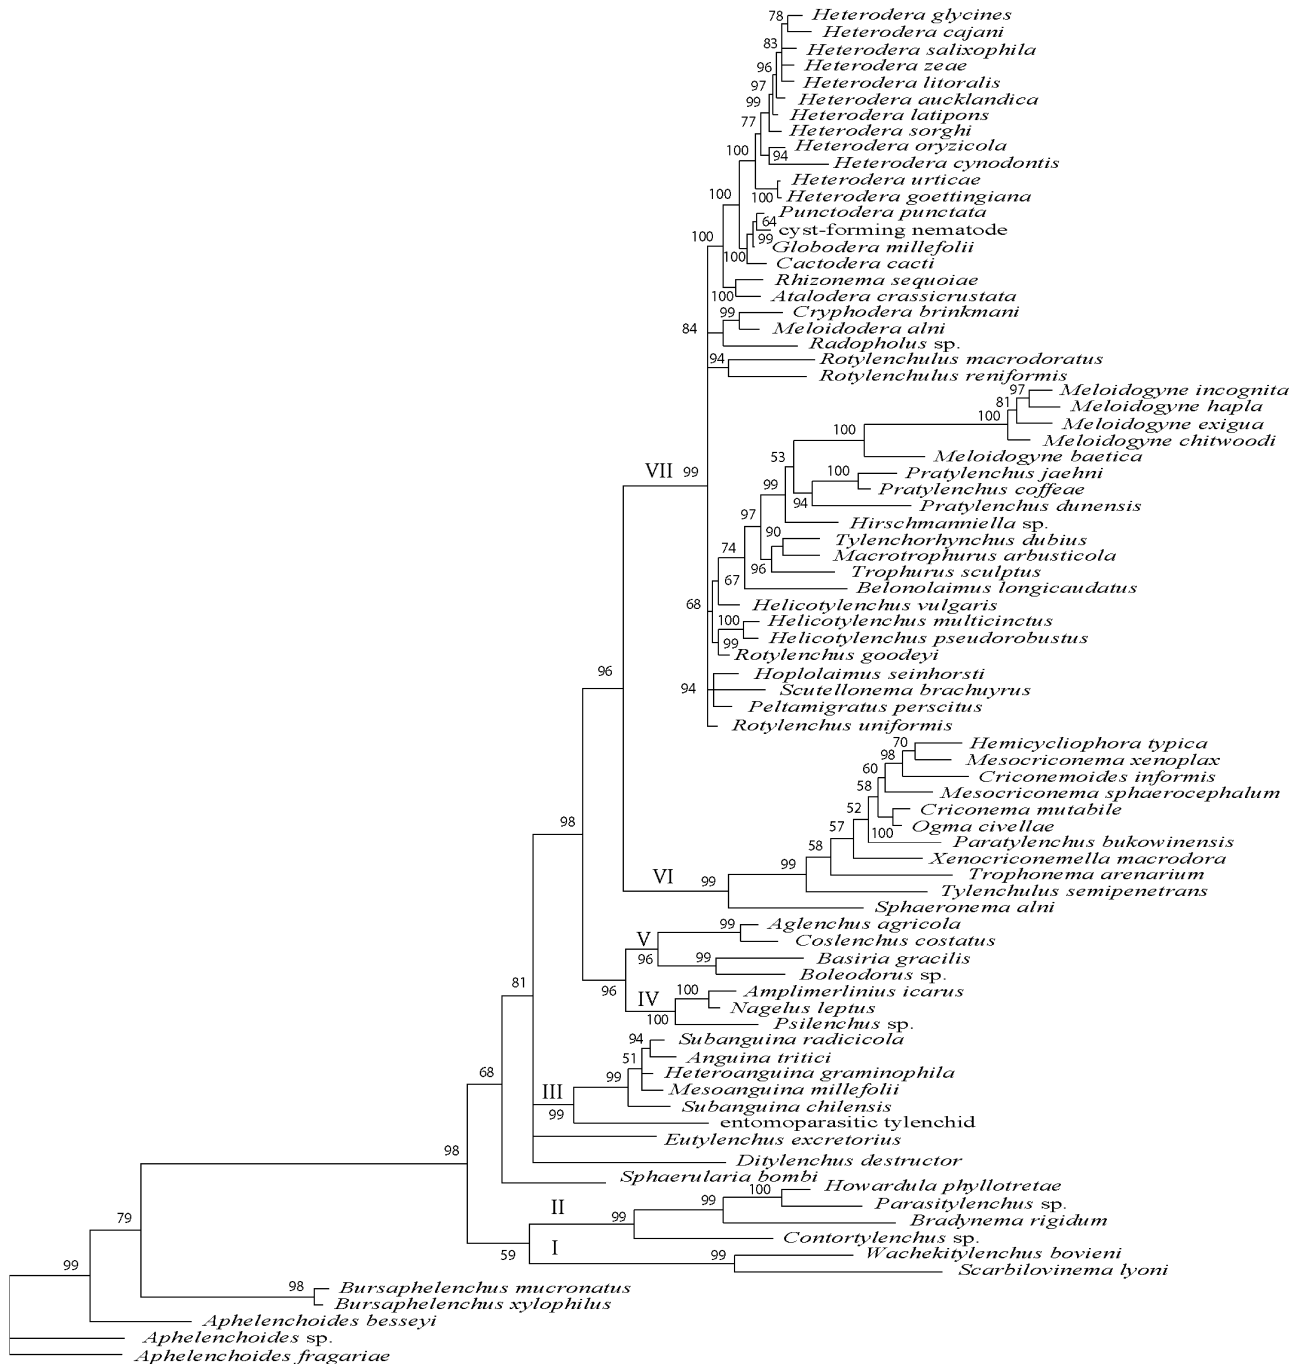 78 Heterodera glycines
Heterodera cajani
83 Heterodera salixophila
96 Heterodera zeae
97 Heterodera litoralis
99 Heterodera aucklandica
Heterodera latipons
77 Heterodera sorghi
100 Heterodera oryzicola
94 Heterodera cynodontis
Heterodera urticae
100 100 Heterodera goettingiana
Punctodera punctata
64 cyst-forming nematode
100 99 Globodera millefolii
100 Cactodera cacti
Rhizonema sequoiae
100 Atalodera crassicrustata
99 Cryphodera brinkmani
84 Meloidodera alni
Radopholus sp.
94 Rotylenchulus macrodoratus
Rotylenchulus reniformis
97 Meloidogyne incognita
81 Meloidogyne hapla
100 Meloidogyne exigua
100 Meloidogyne chitwoodi
53 Meloidogyne baetica
VII 99 100 Pratylenchus jaehni
99 Pratylenchus coffeae
94 Pratylenchus dunensis
97 Hirschmanniella sp.
90 Tylenchorhynchus dubius
74 Macrotrophurus arbusticola
96 Trophurus sculptus
67 Belonolaimus longicaudatus
68 Helicotylenchus vulgaris
100 Helicotylenchus multicinctus
99 Helicotylenchus pseudorobustus
Rotylenchus goodeyi
96 Hoplolaimus seinhorsti
94 Scutellonema brachuyrus
Peltamigratus perscitus
Rotylenchus uniformis
70 Hemicycliophora typica
98 Mesocriconema xenoplax
60 Criconemoides informis
58 Mesocriconema sphaerocephalum
52 Criconema mutabile
57 100 Ogma civellae
98 Paratylenchus bukowinensis
58 Xenocriconemella macrodora
99 Trophonema arenarium
VI 99 Tylenchulus semipenetrans
Sphaeronema alni
99 Aglenchus agricola
V Coslenchus costatus
96 99 Basiria gracilis
Boleodorus sp.
81 96 100 Amplimerlinius icarus
IV Nagelus leptus
100 Psilenchus sp.
94 Subanguina radicicola
51 Anguina tritici
68 99 Heteroanguina graminophila
III Mesoanguina millefolii
99 Subanguina chilensis
entomoparasitic tylenchid
Eutylenchus excretorius
98 Ditylenchus destructor
Sphaerularia bombi
100 Howardula phyllotretae
II 99 Parasitylenchus sp.
79 99 Bradynema rigidum
Contortylenchus sp.
59 I 99 Wachekitylenchus bovieni
99 Scarbilovinema lyoni
98 Bursaphelenchus mucronatus
Bursaphelenchus xylophilus
Aphelenchoides besseyi
Aphelenchoides sp.
Aphelenchoides fragariae